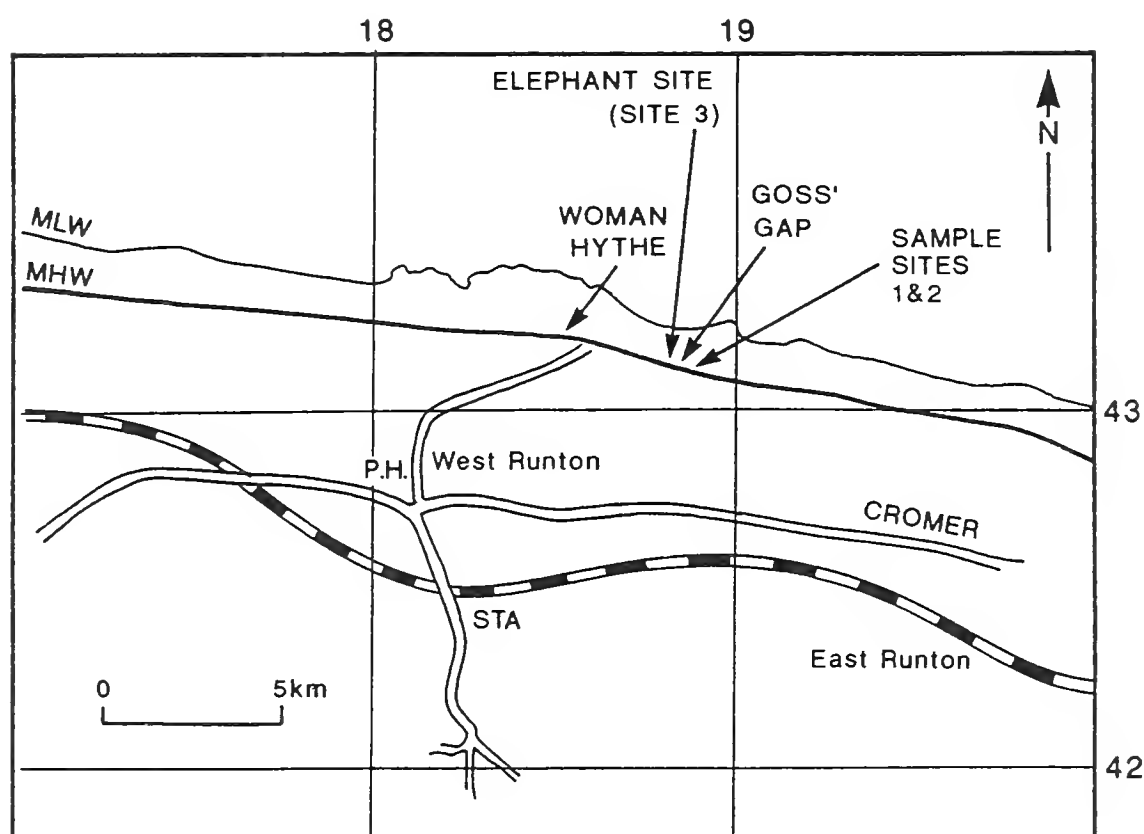 18
19
ELEPHANT SITE
(SITE 3)
N
GOSS'
GAP
WOMAN
HYTHE
SAMPLE
SITES
1&2
MLW
MHW
43
P.H.
West Runton
CROMER
STA
East Runton
0
5km
42